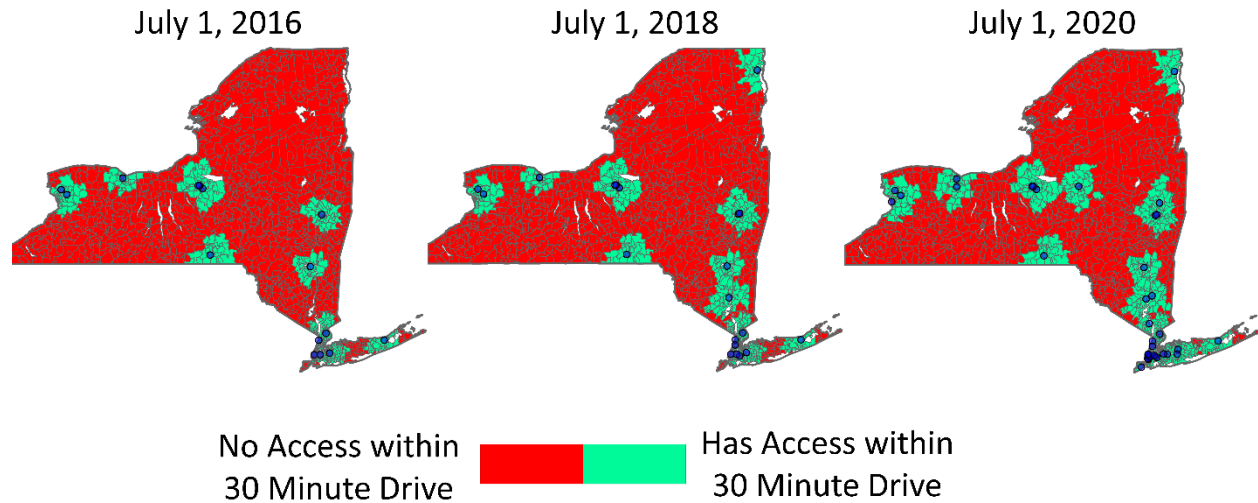 July 1, 2016
July 1, 2018
July 1, 2020
No Access within
30 Minute Drive
Has Access within
30 Minute Drive